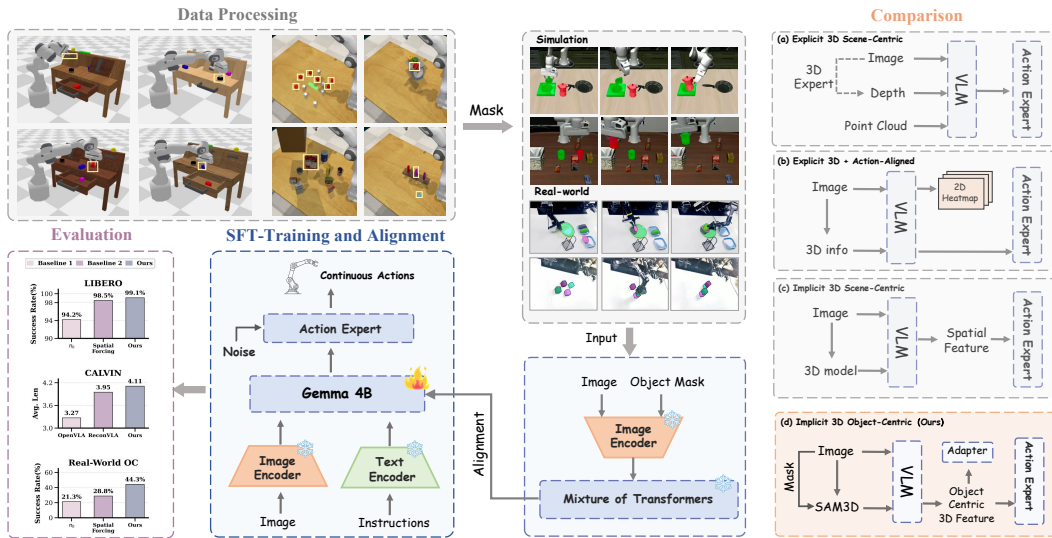 Data Processing
Mask
Simulation
Real-world
Input
Image
Object Mask
Image
Encoder
Mixture of Transformers
Alignment
Evaluation
Baseline 1
Baseline 2
Ours
LIBERO
Success Rate(%)
100
98
94
90
94.2%
98.5%
99.1%
π₀
Spatial
Forcing
Ours
CALVIN
Avg. Len
4.2
3.6
3.0
3.27
3.95
4.11
OpenVLA
ReconVLA
Ours
Real-World OC
Success Rate(%)
60
40
20
0
21.3%
28.8%
44.3%
π₀
Spatial
Forcing
Ours
SFT-Training and Alignment
Continuous Actions
Action Expert
Noise
Gemma 4B
Image
Encoder
Text
Encoder
Image
Instructions
Comparison
(a) Explicit 3D Scene-Centric
Image
3D
Expert
Depth
Point Cloud
VLM
Action Expert
(b) Explicit 3D + Action-Aligned
Image
3D info
VLM
2D
Heatmap
Action Expert
(c) Implicit 3D Scene-Centric
Image
3D model
VLM
Spatial
Feature
Action Expert
(d) Implicit 3D Object-Centric (Ours)
Mask
Image
SAM3D
VLM
Adapter
Object
Centric
3D Feature
Action Expert